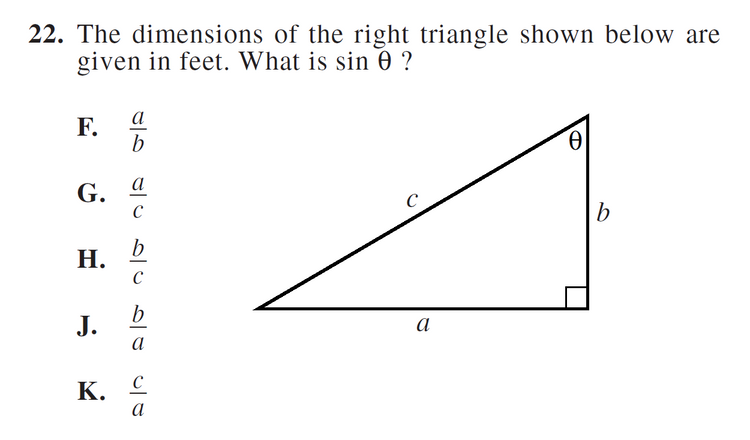 22. The dimensions of the right triangle shown below are
given in feet. What is sin θ ?
F. a/b
G. a/c
H. b/c
J. b/a
K. c/a
θ
c
b
a